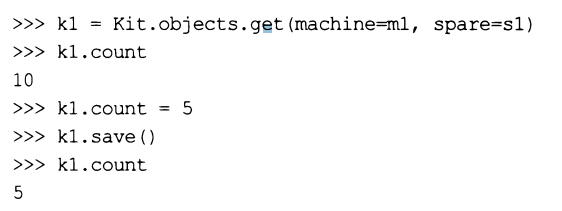 >>> k1 = Kit.objects.get(machine=m1, spare=s1)
>>> k1.count
10
>>> k1.count = 5
>>> k1.save()
>>> k1.count
5